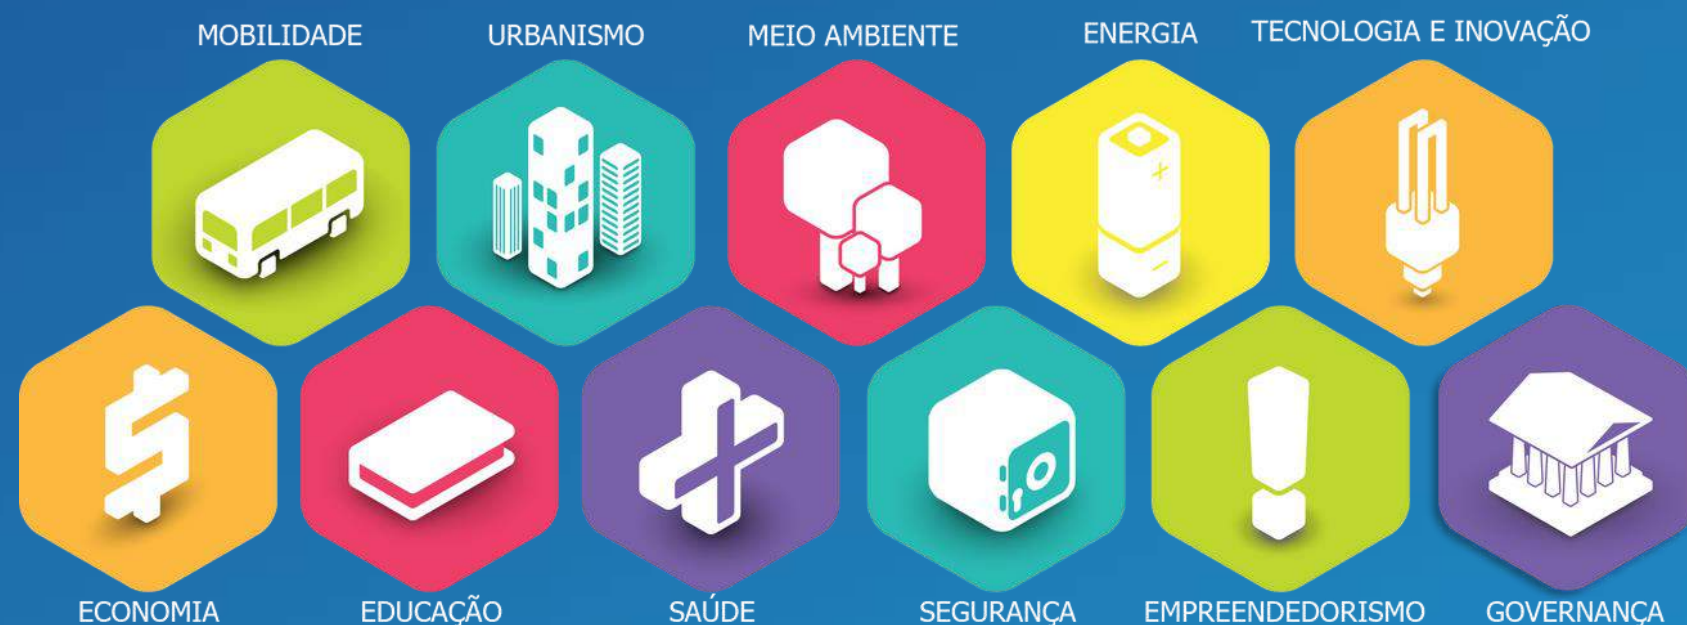 MOBILIDADE
URBANISMO
MEIO AMBIENTE
ENERGIA
TECNOLOGIA E INOVAÇÃO
ECONOMIA
EDUCAÇÃO
SAÚDE
SEGURANÇA
EMPREENDEDORISMO
GOVERNANÇA